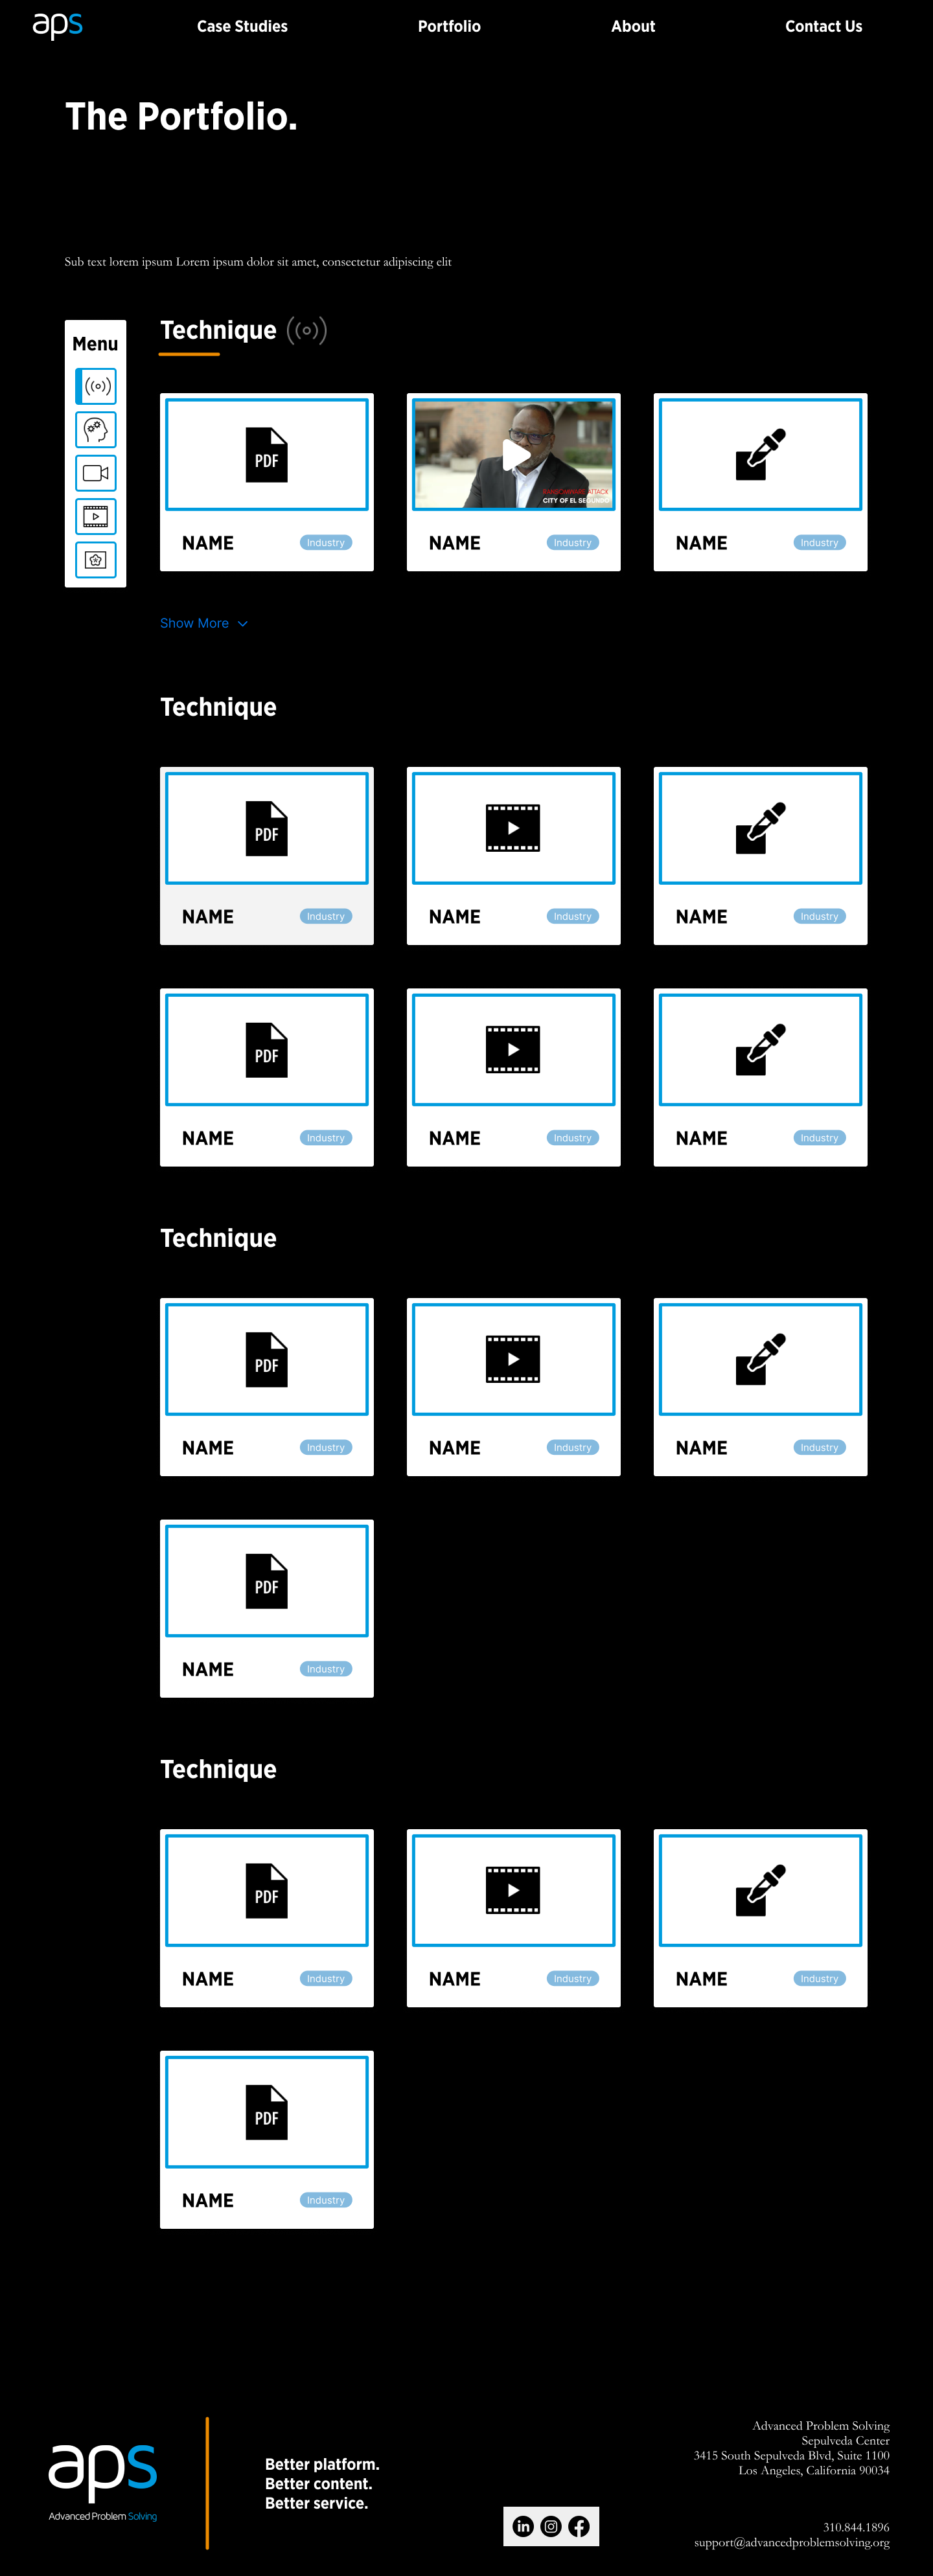 aps
Case Studies
Portfolio
About
Contact Us
The Portfolio.
Sub text lorem ipsum Lorem ipsum dolor sit amet, consectetur adipiscing elit
Menu
Technique
PDF
RANSOMWARE ATTACK
CITY OF EL SEGUNDO
NAME
Industry
NAME
Industry
NAME
Industry
Show More
Technique
PDF
NAME
Industry
NAME
Industry
NAME
Industry
PDF
NAME
Industry
NAME
Industry
NAME
Industry
Technique
PDF
NAME
Industry
NAME
Industry
NAME
Industry
PDF
NAME
Industry
Technique
PDF
NAME
Industry
NAME
Industry
NAME
Industry
PDF
NAME
Industry
aps
Advanced Problem Solving
Better platform.
Better content.
Better service.
in
Advanced Problem Solving
Sepulveda Center
3415 South Sepulveda Blvd, Suite 1100
Los Angeles, California 90034
310.844.1896
support@advancedproblemsolving.org